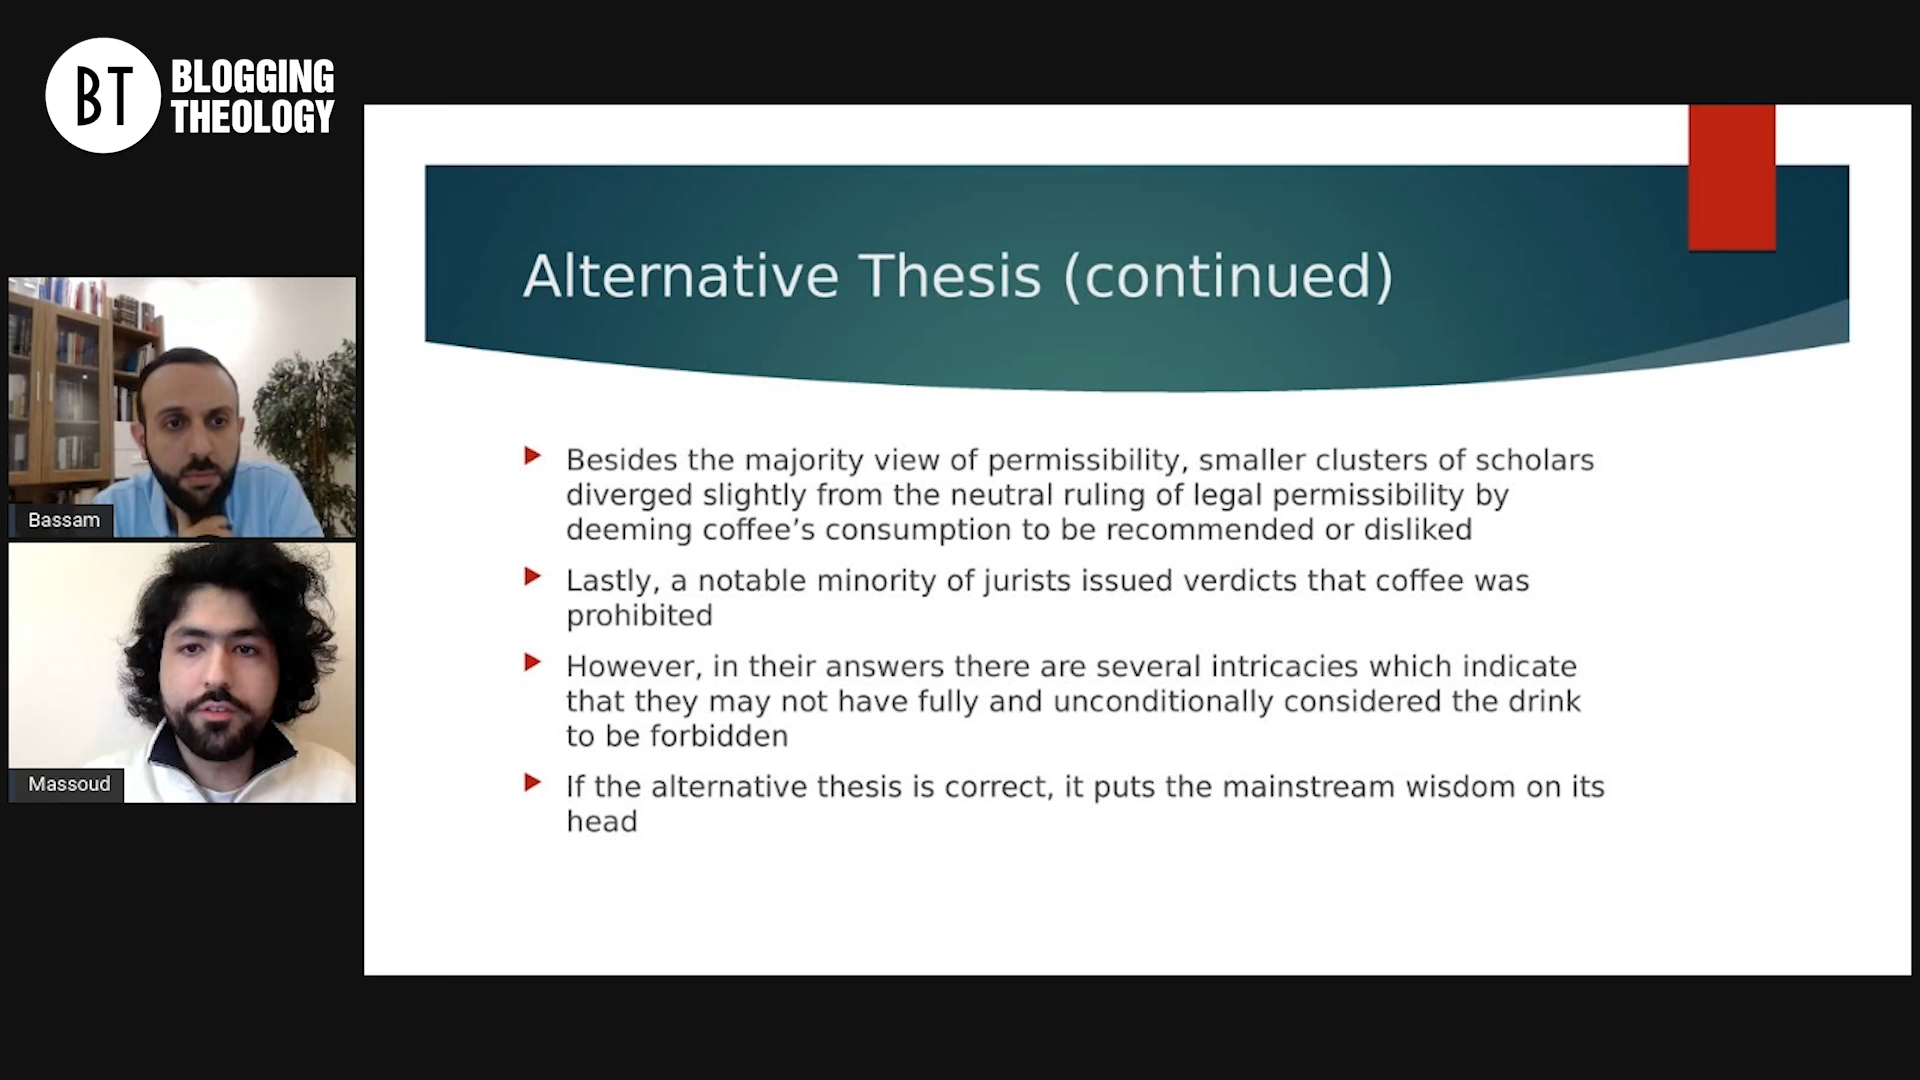 BT BLOGGING
THEOLOGY
Alternative Thesis (continued)
Besides the majority view of permissibility, smaller clusters of scholars
diverged slightly from the neutral ruling of legal permissibility by
deeming coffee’s consumption to be recommended or disliked
Lastly, a notable minority of jurists issued verdicts that coffee was
prohibited
However, in their answers there are several intricacies which indicate
that they may not have fully and unconditionally considered the drink
to be forbidden
If the alternative thesis is correct, it puts the mainstream wisdom on its
head
Bassam
Massoud